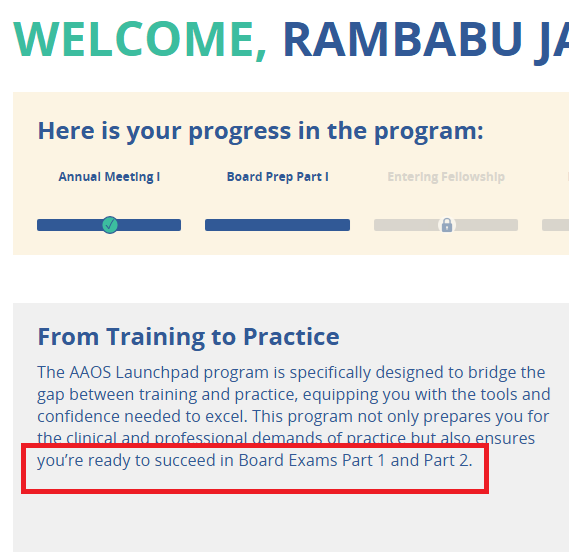 WELCOME, RAMBABU JA
Here is your progress in the program:
Annual Meeting I Board Prep Part I Entering Fellowship
From Training to Practice
The AAOS Launchpad program is specifically designed to bridge the
gap between training and practice, equipping you with the tools and
confidence needed to excel. This program not only prepares you for
the clinical and professional demands of practice but also ensures
you’re ready to succeed in Board Exams Part 1 and Part 2.